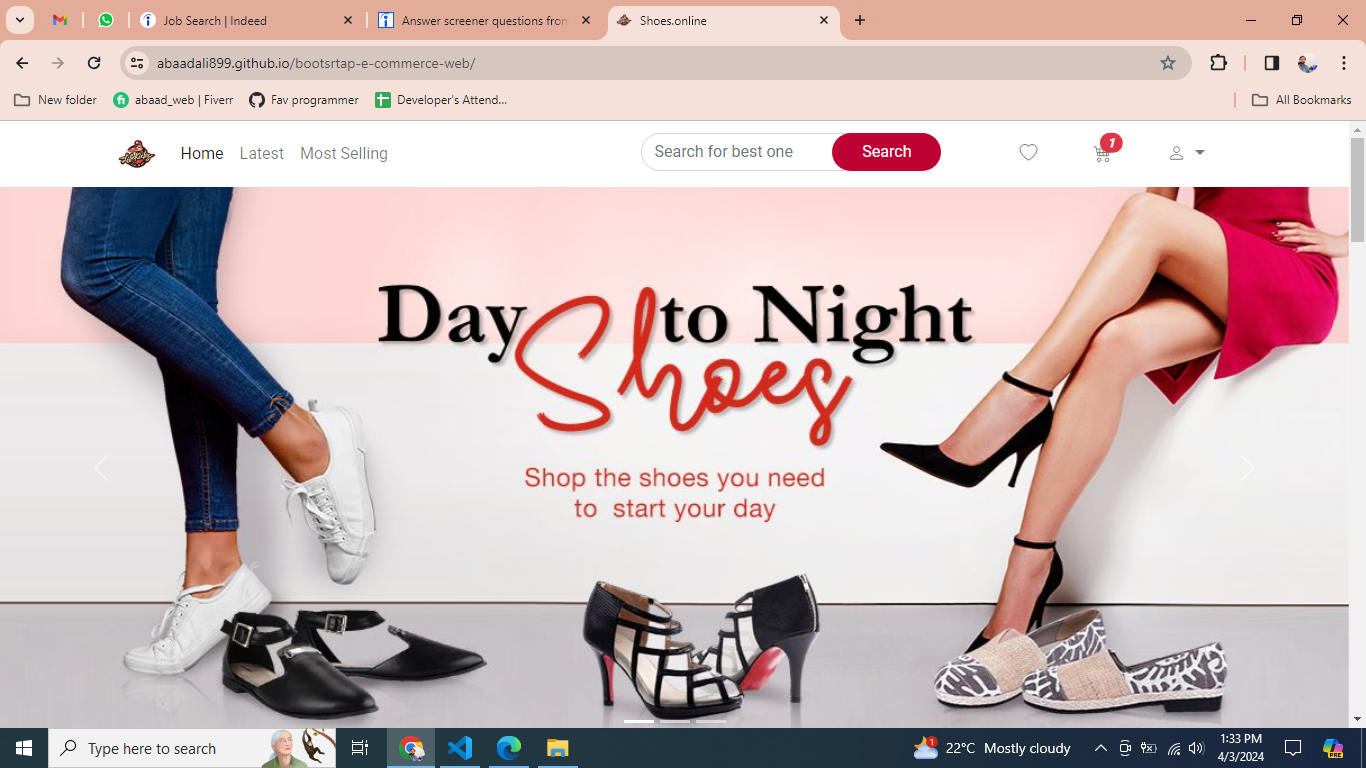 Job Search | Indeed
Answer screener questions from
Shoes.online
abaadali899.github.io/bootsrtap-e-commerce-web/
New folder
abaad_web | Fiverr
Fav programmer
Developer's Attend...
All Bookmarks
Home
Latest
Most Selling
Search for best one
Search
1
Day to Night
Shoes
Shop the shoes you need
to start your day
Type here to search
1
22°C Mostly cloudy
1:33 PM
4/3/2024
PRE